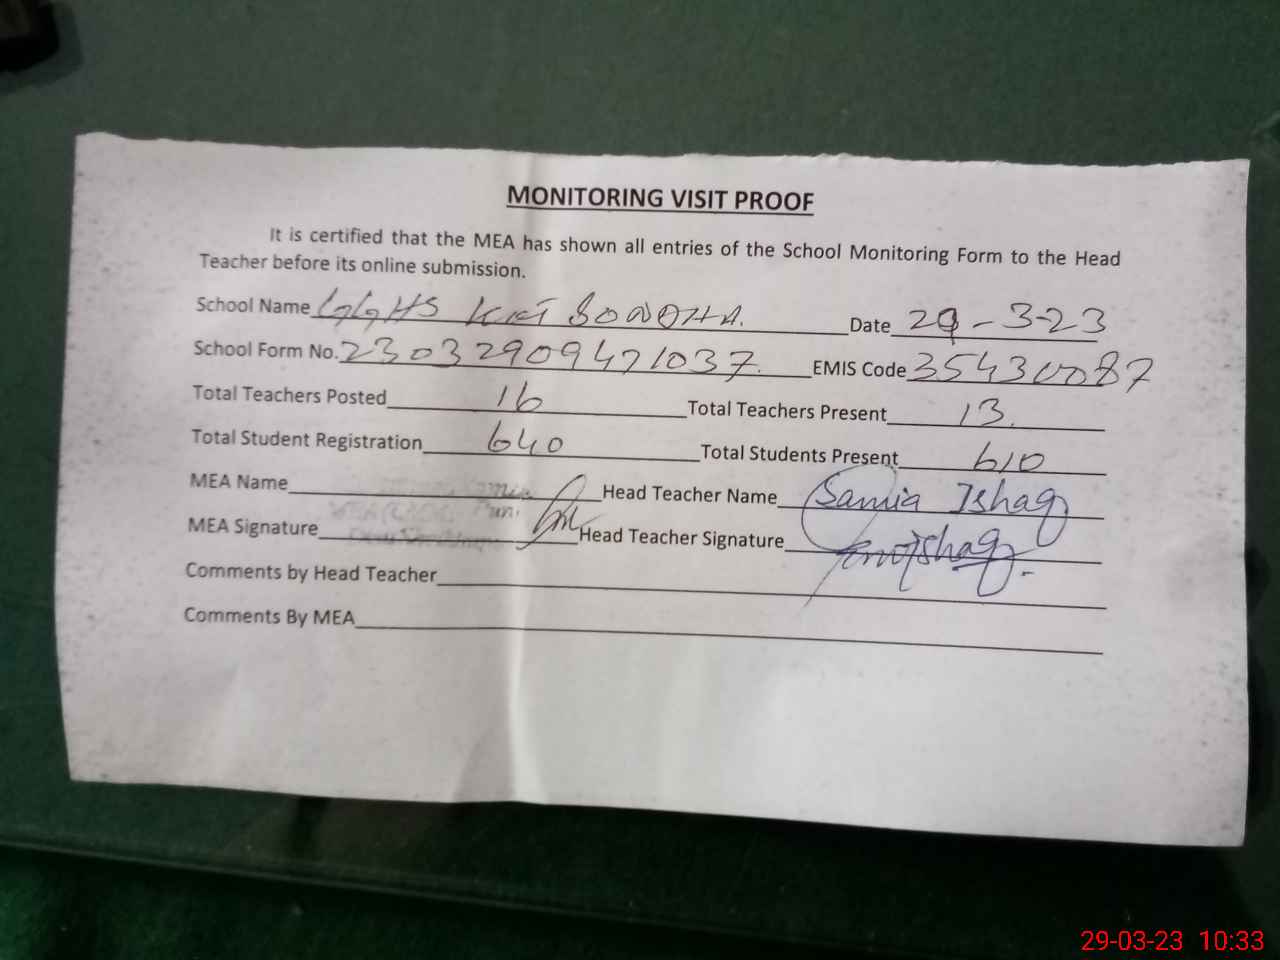 MONITORING VISIT PROOF
It is certified that the MEA has shown all entries of the School Monitoring Form to the Head
Teacher before its online submission.
School Name GGHS Date 29-3-23
School Form No. 23032909471037. EMIS Code 35430087
Total Teachers Posted 16 Total Teachers Present 13.
Total Student Registration 640 Total Students Present 610
MEA Name Head Teacher Name Samia Ishaq
MEA Signature Head Teacher Signature
Comments by Head Teacher
Comments By MEA
29-03-23 10:33